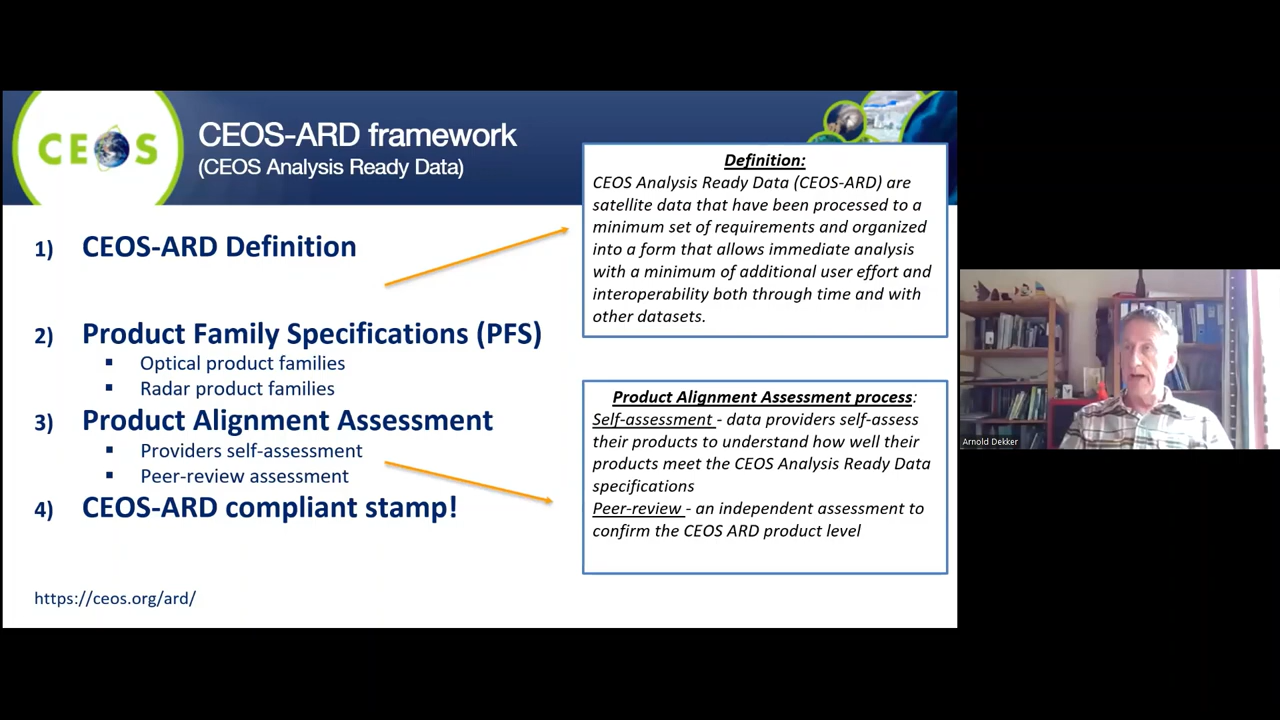 CEOS
CEOS-ARD framework
(CEOS Analysis Ready Data)
1) CEOS-ARD Definition
2) Product Family Specifications (PFS)
▪ Optical product families
▪ Radar product families
3) Product Alignment Assessment
▪ Providers self-assessment
▪ Peer-review assessment
4) CEOS-ARD compliant stamp!
https://ceos.org/ard/
Definition:
CEOS Analysis Ready Data (CEOS-ARD) are
satellite data that have been processed to a
minimum set of requirements and organized
into a form that allows immediate analysis
with a minimum of additional user effort and
interoperability both through time and with
other datasets.
Product Alignment Assessment process:
Self-assessment - data providers self-assess
their products to understand how well their
products meet the CEOS Analysis Ready Data
specifications
Peer-review - an independent assessment to
confirm the CEOS ARD product level
Arnold Dekker